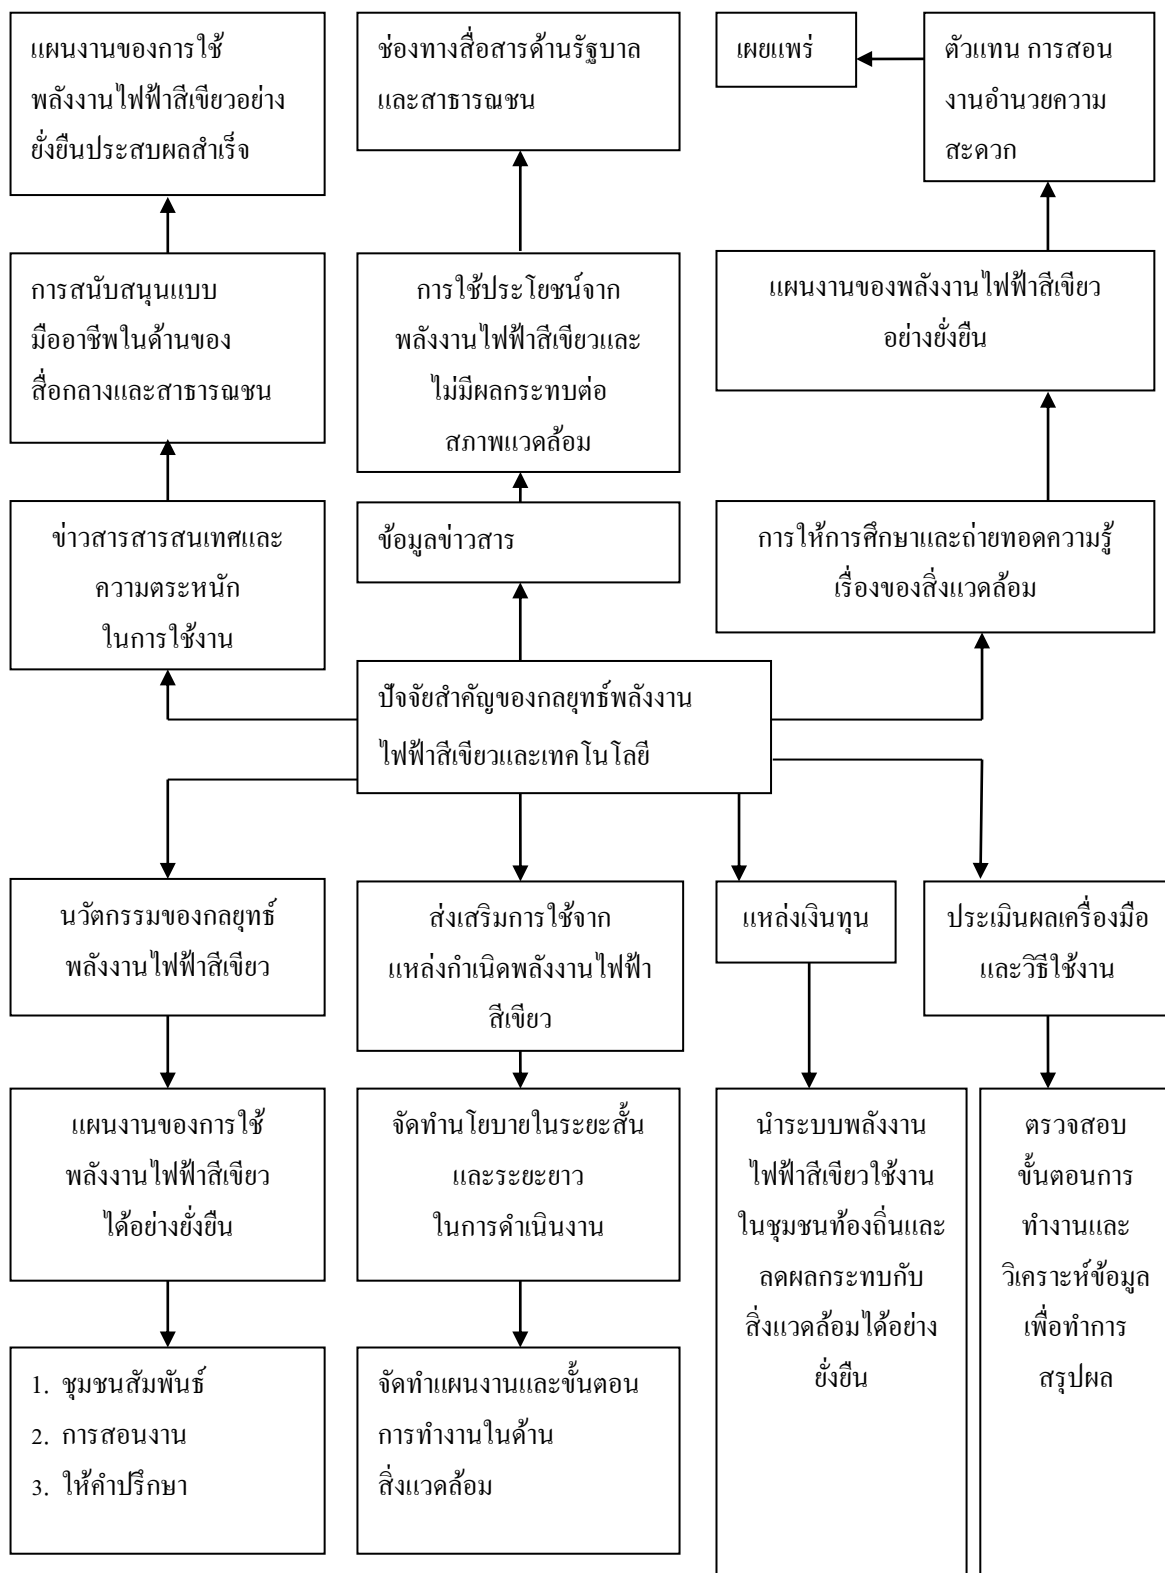 แผนงานของการใช้
พลังงานไฟฟ้าสีเขียวอย่าง
ยั่งยืนประสบผลสำเร็จ
ช่องทางสื่อสารด้านรัฐบาล
และสาธารณชน
เผยแพร่
ตัวแทน การสอน
งานอำนวยความ
สะดวก
การสนับสนุนแบบ
มืออาชีพในด้านของ
สื่อกลางและสาธารณชน
การใช้ประโยชน์จาก
พลังงานไฟฟ้าสีเขียวและ
ไม่มีผลกระทบต่อ
สภาพแวดล้อม
แผนงานของพลังงานไฟฟ้าสีเขียว
อย่างยั่งยืน
ข่าวสารสารสนเทศและ
ความตระหนัก
ในการใช้งาน
ข้อมูลข่าวสาร
การให้การศึกษาและถ่ายทอดความรู้
เรื่องของสิ่งแวดล้อม
ปัจจัยสำคัญของกลยุทธ์พลังงาน
ไฟฟ้าสีเขียวและเทคโนโลยี
นวัตกรรมของกลยุทธ์
พลังงานไฟฟ้าสีเขียว
ส่งเสริมการใช้จาก
แหล่งกำเนิดพลังงานไฟฟ้า
สีเขียว
แหล่งเงินทุน
ประเมินผลเครื่องมือ
และวิธีใช้งาน
แผนงานของการใช้
พลังงานไฟฟ้าสีเขียว
ได้อย่างยั่งยืน
จัดทำนโยบายในระยะสั้น
และระยะยาว
ในการดำเนินงาน
นำระบบพลังงาน
ไฟฟ้าสีเขียวใช้งาน
ในชุมชนท้องถิ่นและ
ลดผลกระทบกับ
สิ่งแวดล้อมได้อย่าง
ยั่งยืน
ตรวจสอบ
ขั้นตอนการ
ทำงานและ
วิเคราะห์ข้อมูล
เพื่อทำการ
สรุปผล
1. ชุมชนสัมพันธ์
2. การสอนงาน
3. ให้คำปรึกษา
จัดทำแผนงานและขั้นตอน
การทำงานในด้าน
สิ่งแวดล้อม